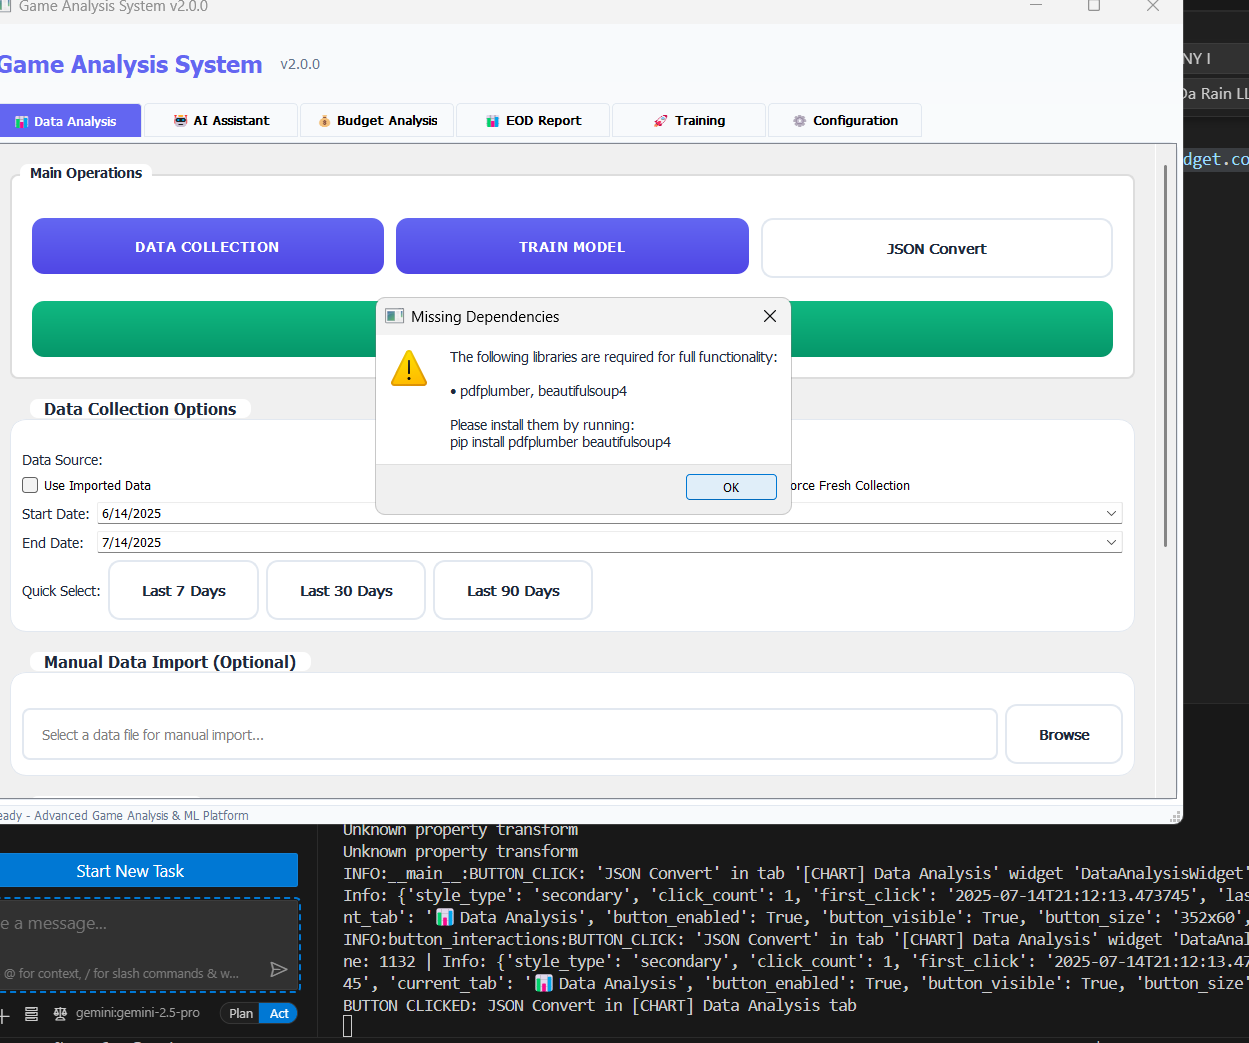 Game Analysis System v2.0.0
Game Analysis System v2.0.0
Data Analysis
AI Assistant
Budget Analysis
EOD Report
Training
Configuration
Main Operations
DATA COLLECTION
TRAIN MODEL
JSON Convert
Missing Dependencies
The following libraries are required for full functionality:
• pdfplumber, beautifulsoup4
Please install them by running:
pip install pdfplumber beautifulsoup4
OK
Data Collection Options
Data Source:
Use Imported Data
orce Fresh Collection
Start Date: 6/14/2025
End Date: 7/14/2025
Quick Select:
Last 7 Days
Last 30 Days
Last 90 Days
Manual Data Import (Optional)
Select a data file for manual import...
Browse
eady - Advanced Game Analysis & ML Platform
NY I
Da Rain LL
dget.co
Start New Task
e a message...
@ for context, / for slash commands & w...
gemini:gemini-2.5-pro
Plan
Act
Unknown property transform
Unknown property transform
INFO:__main__:BUTTON_CLICK: 'JSON Convert' in tab '[CHART] Data Analysis' widget 'DataAnalysisWidget'
Info: {'style_type': 'secondary', 'click_count': 1, 'first_click': '2025-07-14T21:12:13.473745', 'las
nt_tab': '📊 Data Analysis', 'button_enabled': True, 'button_visible': True, 'button_size': '352x60',
INFO:button_interactions:BUTTON_CLICK: 'JSON Convert' in tab '[CHART] Data Analysis' widget 'DataAnal
ne: 1132 | Info: {'style_type': 'secondary', 'click_count': 1, 'first_click': '2025-07-14T21:12:13.47
45', 'current_tab': '📊 Data Analysis', 'button_enabled': True, 'button_visible': True, 'button_size'
BUTTON CLICKED: JSON Convert in [CHART] Data Analysis tab